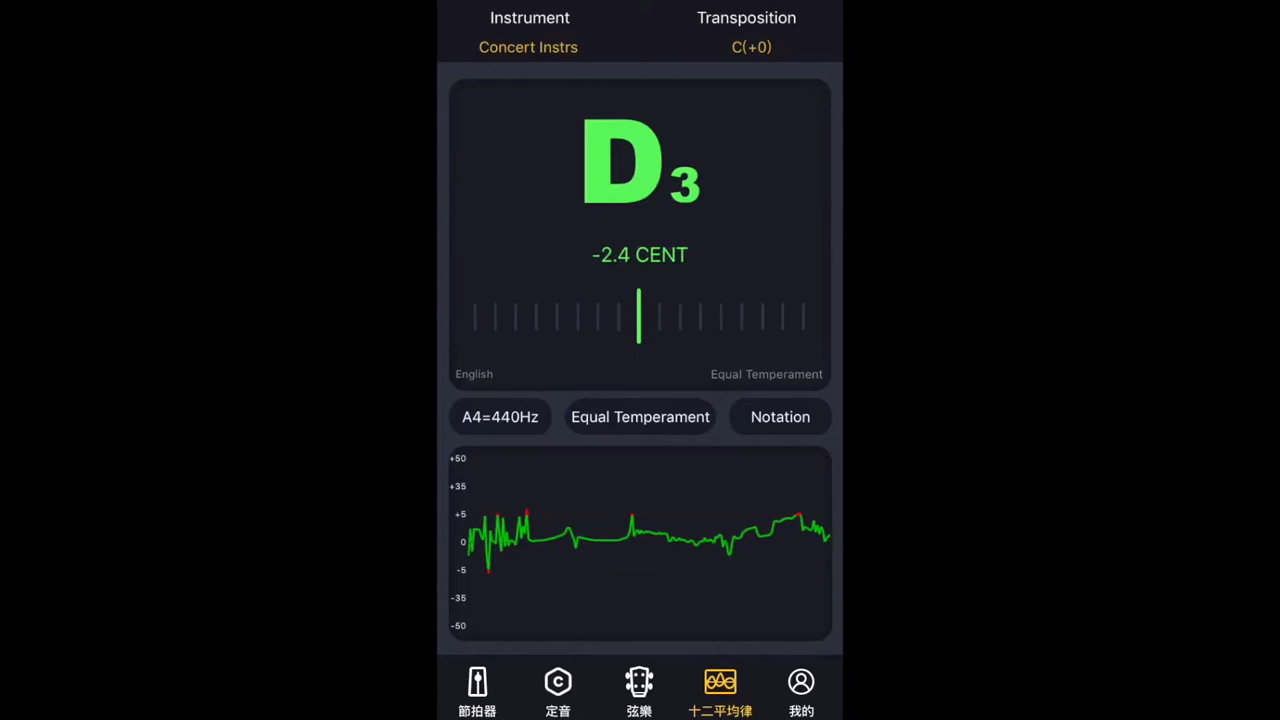 Instrument
Transposition
Concert Instrs
C(+0)
D3
-2.4 CENT
English
Equal Temperament
A4=440Hz
Equal Temperament
Notation
+50
+35
+5
0
-5
-35
-50
C
節拍器
定音
弦樂
十二平均律
我的